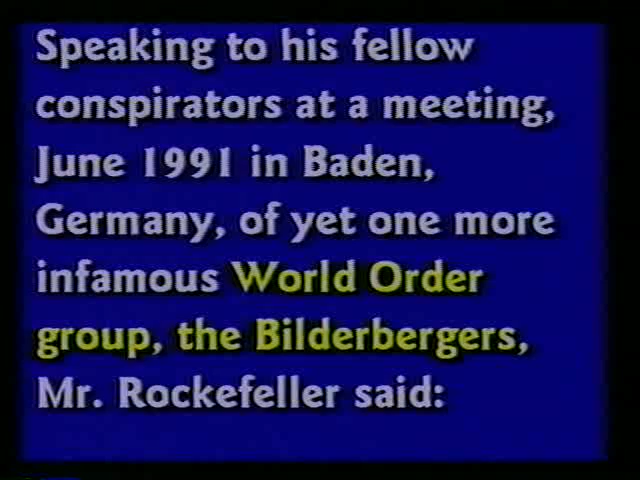 Speaking to his fellow
conspirators at a meeting,
June 1991 in Baden,
Germany, of yet one more
infamous World Order
group, the Bilderbergers,
Mr. Rockefeller said: